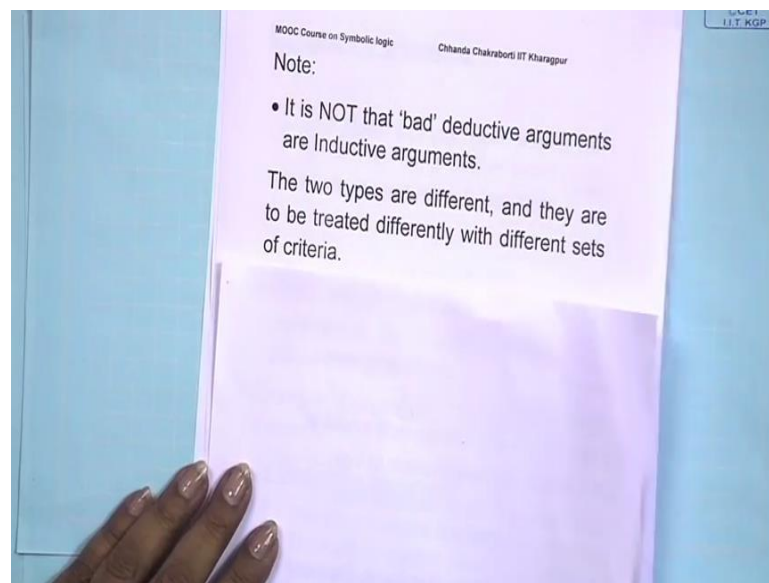 I.I.T. KGP
MOOC Course on Symbolic logic Chhanda Chakraborti IIT Kharagpur
Note:
• It is NOT that ‘bad’ deductive arguments
are Inductive arguments.
The two types are different, and they are
to be treated differently with different sets
of criteria.